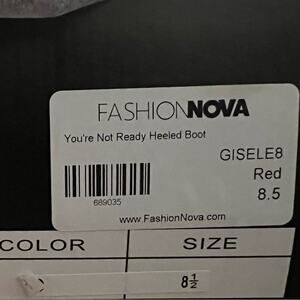 FASHIONNOVA
You're Not Ready Heeled Boot
GISELE8
Red
8.5
689035
www.FashionNova.com
COLOR SIZE
8½